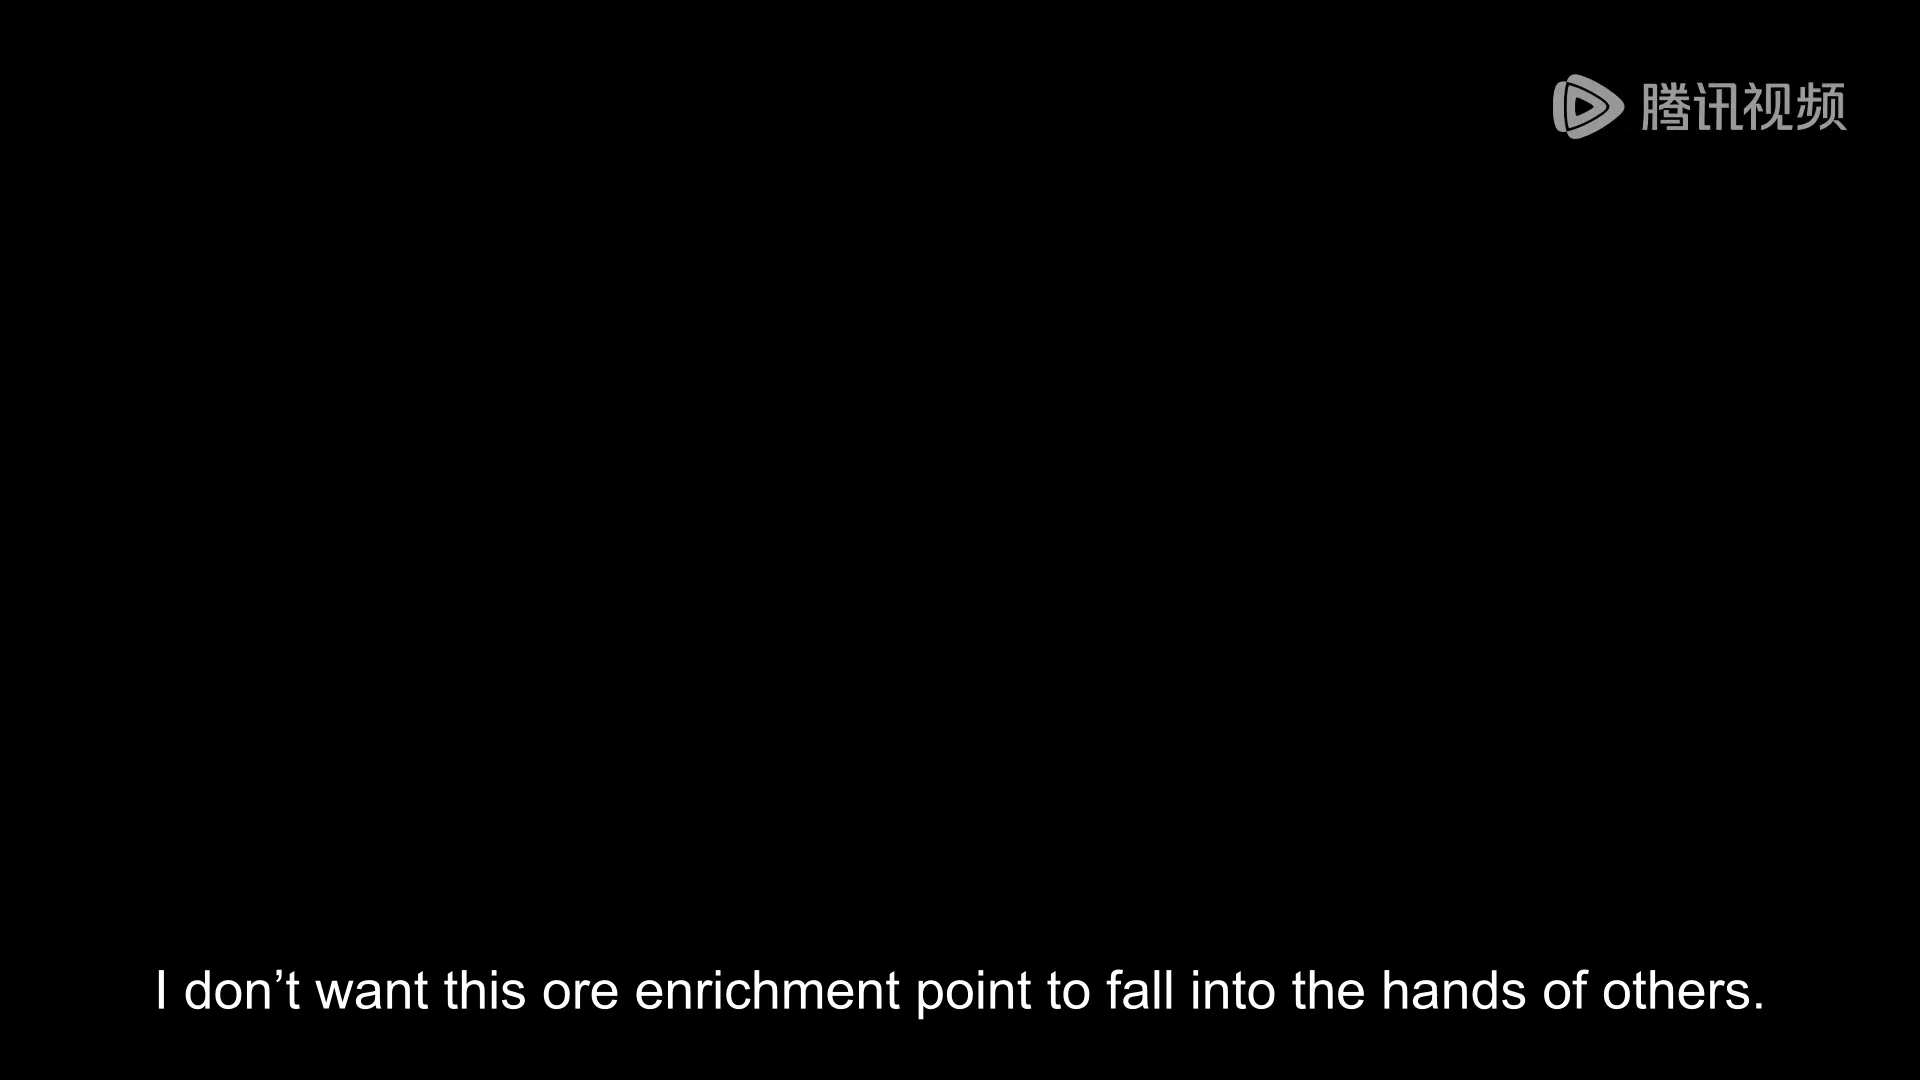 腾讯视频
I don’t want this ore enrichment point to fall into the hands of others.